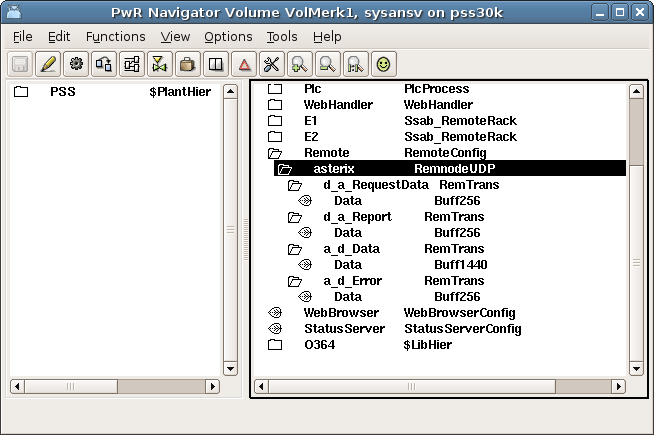 PwR Navigator Volume VolMerk1, sysansv on pss30k
File Edit Functions View Options Tools Help
PSS $PlantHier
Plc PlcProcess
WebHandler WebHandler
E1 Ssab_RemoteRack
E2 Ssab_RemoteRack
Remote RemoteConfig
asterix RemnodeUDP
d_a_RequestData RemTrans
Data Buff256
d_a_Report RemTrans
Data Buff256
a_d_Data RemTrans
Data Buff1440
a_d_Error RemTrans
Data Buff256
WebBrowser WebBrowserConfig
StatusServer StatusServerConfig
O364 $LibHier